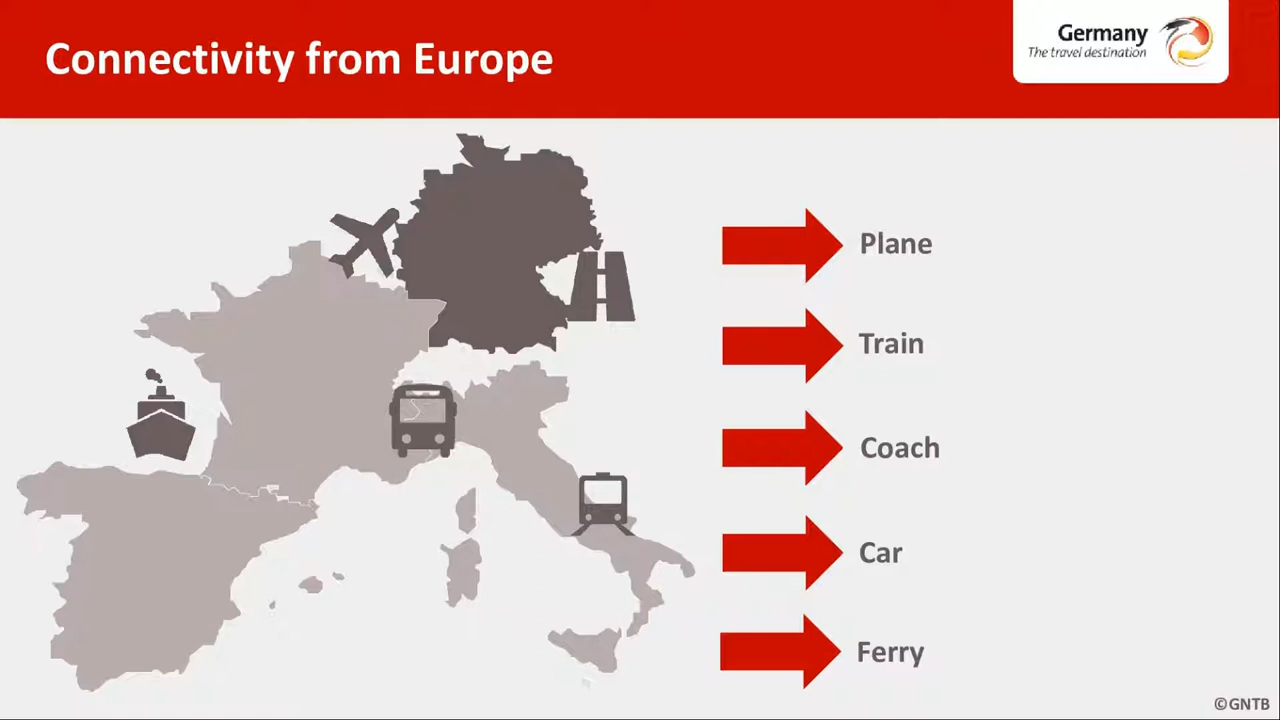 Connectivity from Europe
Germany
The travel destination
Plane
Train
Coach
Car
Ferry
©GNTB